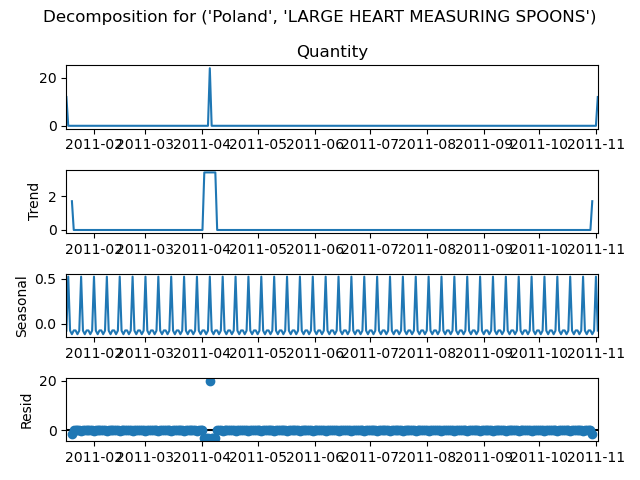 Decomposition for ('Poland', 'LARGE HEART MEASURING SPOONS')
Quantity
20
0
2011-02 2011-03 2011-04 2011-05 2011-06 2011-07 2011-08 2011-09 2011-10 2011-11
Trend
2
0
2011-02 2011-03 2011-04 2011-05 2011-06 2011-07 2011-08 2011-09 2011-10 2011-11
Seasonal
0.5
0.0
2011-02 2011-03 2011-04 2011-05 2011-06 2011-07 2011-08 2011-09 2011-10 2011-11
Resid
20
0
2011-02 2011-03 2011-04 2011-05 2011-06 2011-07 2011-08 2011-09 2011-10 2011-11